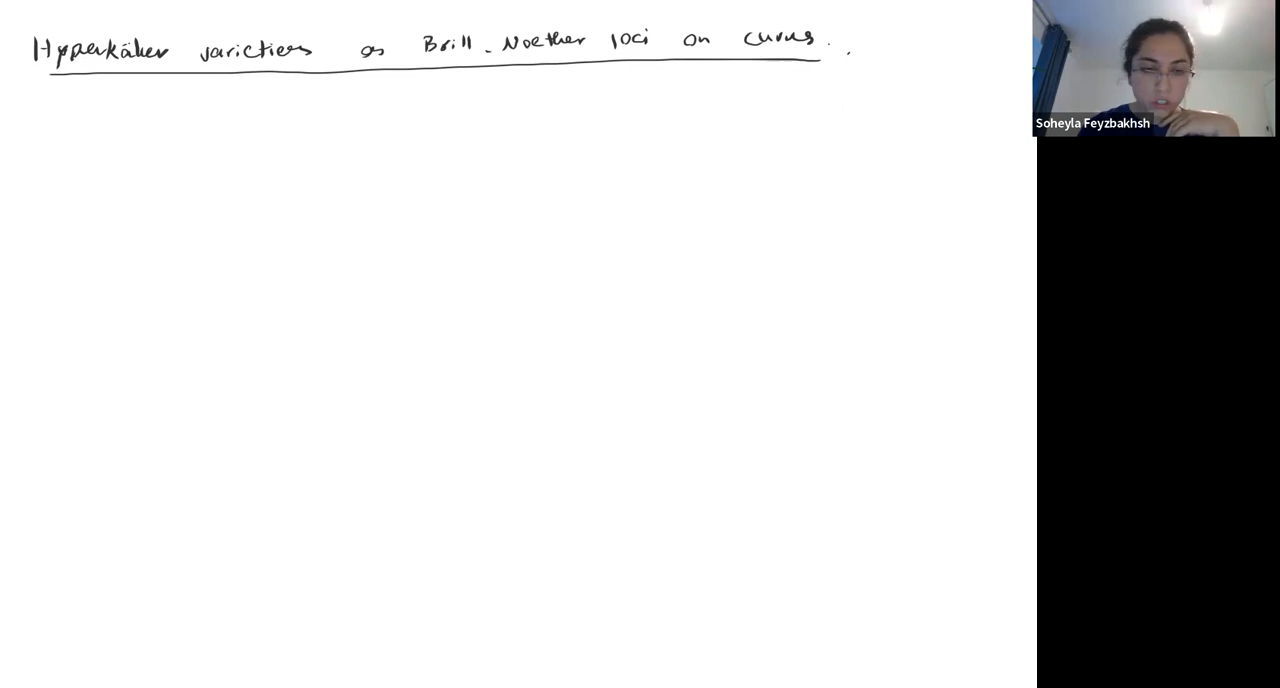 Hyperkähler varieties as Brill-Noether loci on curves.
Soheyla Feyzbakhsh